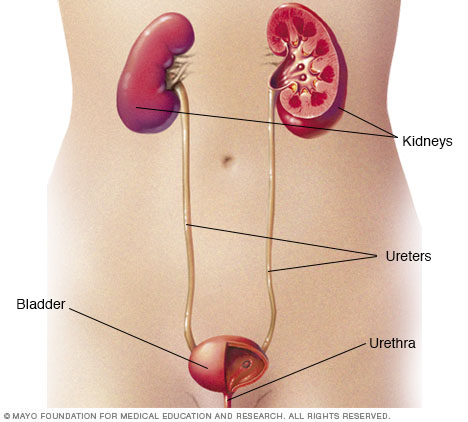 Kidneys
Ureters
Bladder
Urethra
© MAYO FOUNDATION FOR MEDICAL EDUCATION AND RESEARCH. ALL RIGHTS RESERVED.